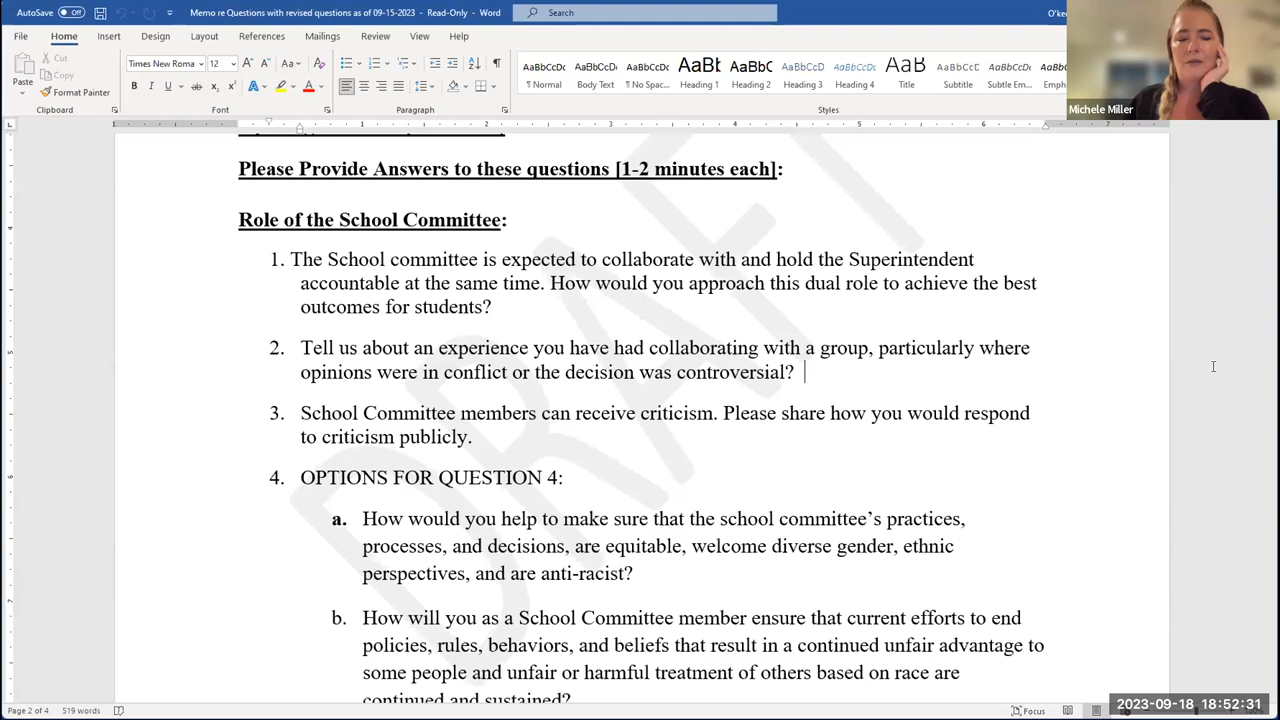 AutoSave Off Memo re Questions with revised questions as of 09-15-2023 - Read-Only - Word Search O'kee
File Home Insert Design Layout References Mailings Review View Help
Paste Cut Copy Format Painter
Times New Roma 12
AaBbCcDc AaBbCcDc AaBbCcDc AaBb AaBbCc AaBbCcD AaBbCcDc AaBb AaBbCcD AaBbCcDc
¶ Normal Body Text ¶ No Spac... Heading 1 Heading 2 Heading 3 Heading 4 Title Subtitle Subtle Em... Emph
Clipboard Font Paragraph Styles
Michele Miller
Please Provide Answers to these questions [1-2 minutes each]:
Role of the School Committee:
1. The School committee is expected to collaborate with and hold the Superintendent
accountable at the same time. How would you approach this dual role to achieve the best
outcomes for students?
2. Tell us about an experience you have had collaborating with a group, particularly where
opinions were in conflict or the decision was controversial?
3. School Committee members can receive criticism. Please share how you would respond
to criticism publicly.
4. OPTIONS FOR QUESTION 4:
a. How would you help to make sure that the school committee’s practices,
processes, and decisions, are equitable, welcome diverse gender, ethnic
perspectives, and are anti-racist?
b. How will you as a School Committee member ensure that current efforts to end
policies, rules, behaviors, and beliefs that result in a continued unfair advantage to
some people and unfair or harmful treatment of others based on race are
continued and sustained?
DRAFT
Page 2 of 4 519 words Focus
2023-09-18 18:52:31